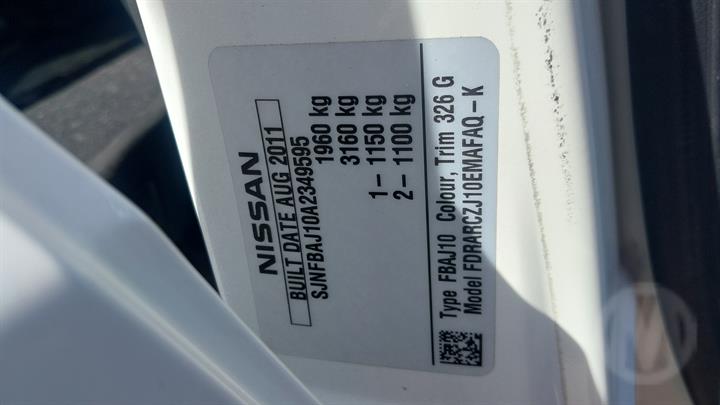 NISSAN
BUILT DATE AUG 2011
SJNFBAJ10A2349595
1960 kg
3160 kg
1 – 1150 kg
2 – 1100 kg
Type FBAJ10 Colour, Trim 326 G
Model FDRARCZJ10EMAFAQ – K
M